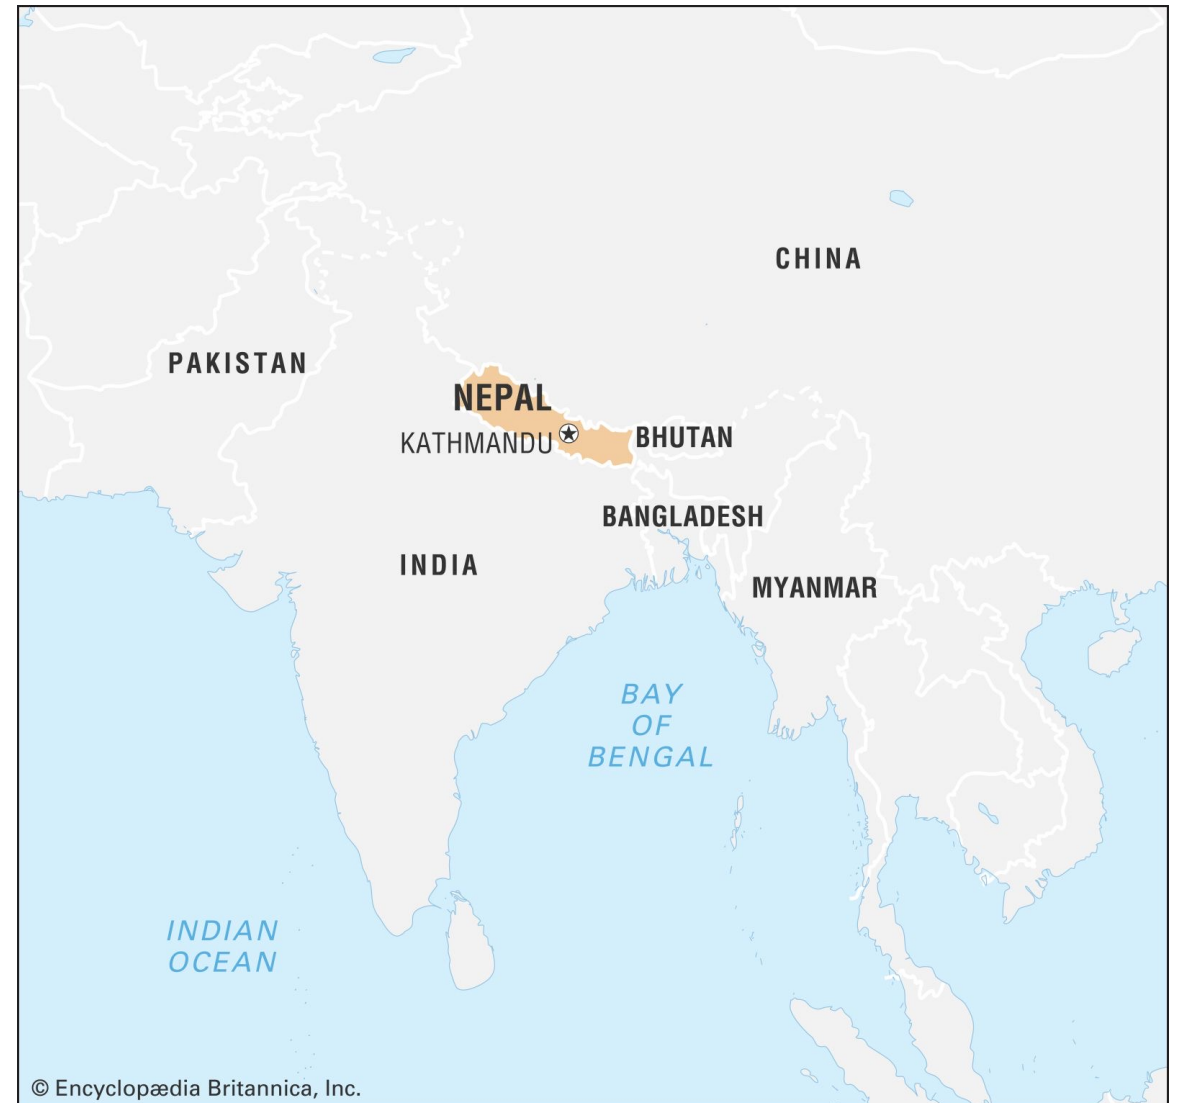 CHINA
PAKISTAN
NEPAL
KATHMANDU
BHUTAN
BANGLADESH
INDIA
MYANMAR
BAY
OF
BENGAL
INDIAN
OCEAN
© Encyclopædia Britannica, Inc.